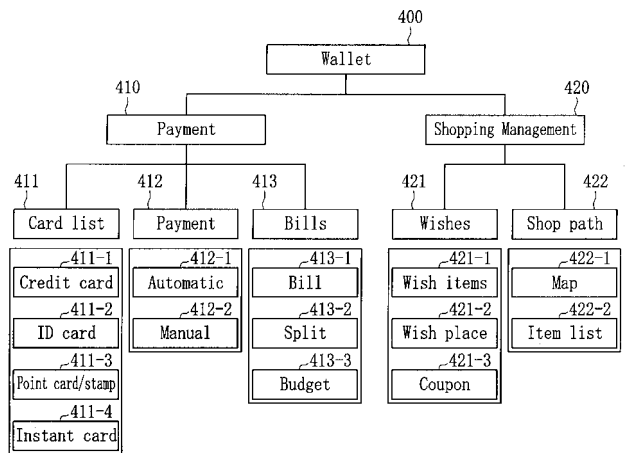 400
Wallet
410
420
Payment
Shopping Management
411
412
413
421
422
Card list
Payment
Bills
Wishes
Shop path
411-1
412-1
413-1
421-1
422-1
Credit card
Automatic
Bill
Wish items
Map
411-2
412-2
413-2
421-2
422-2
ID card
Manual
Split
Wish place
Item list
411-3
413-3
421-3
Point card/stamp
Budget
Coupon
411-4
Instant card